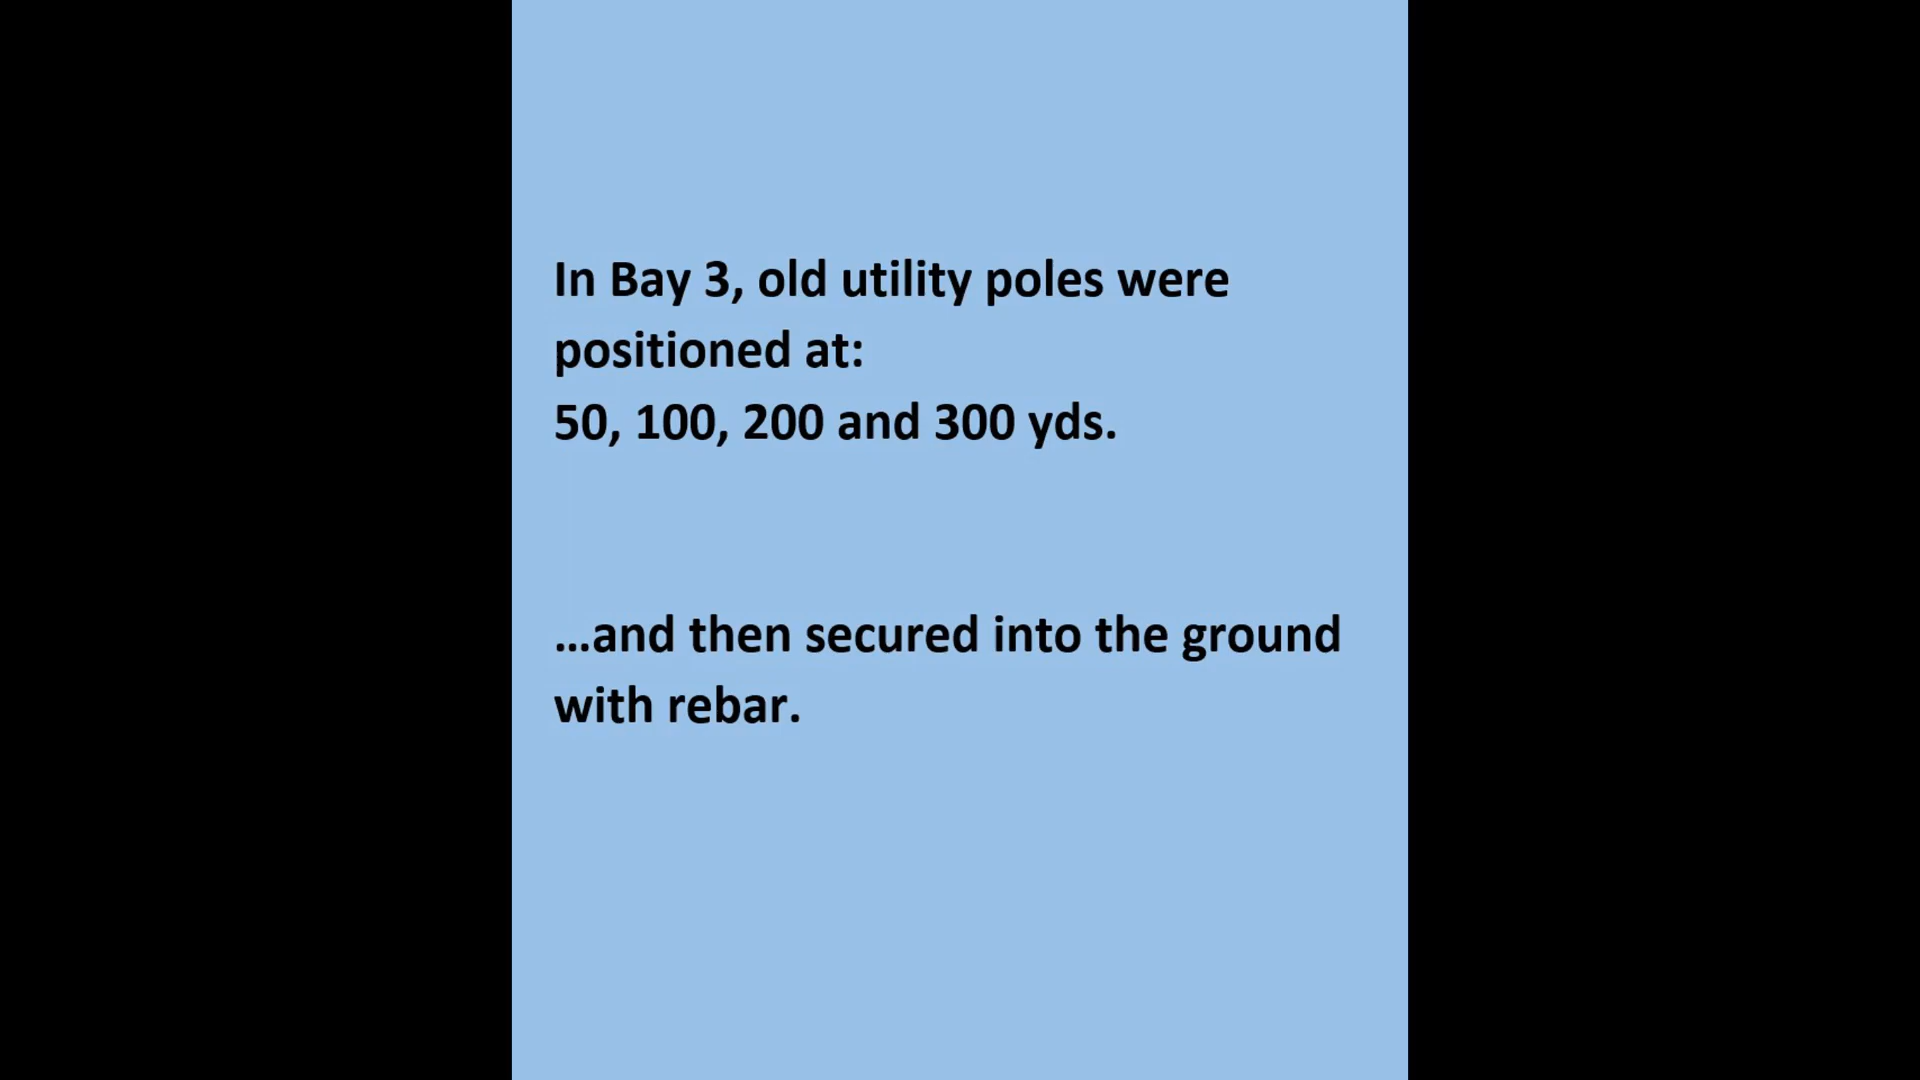 In Bay 3, old utility poles were
positioned at:
50, 100, 200 and 300 yds.
...and then secured into the ground
with rebar.